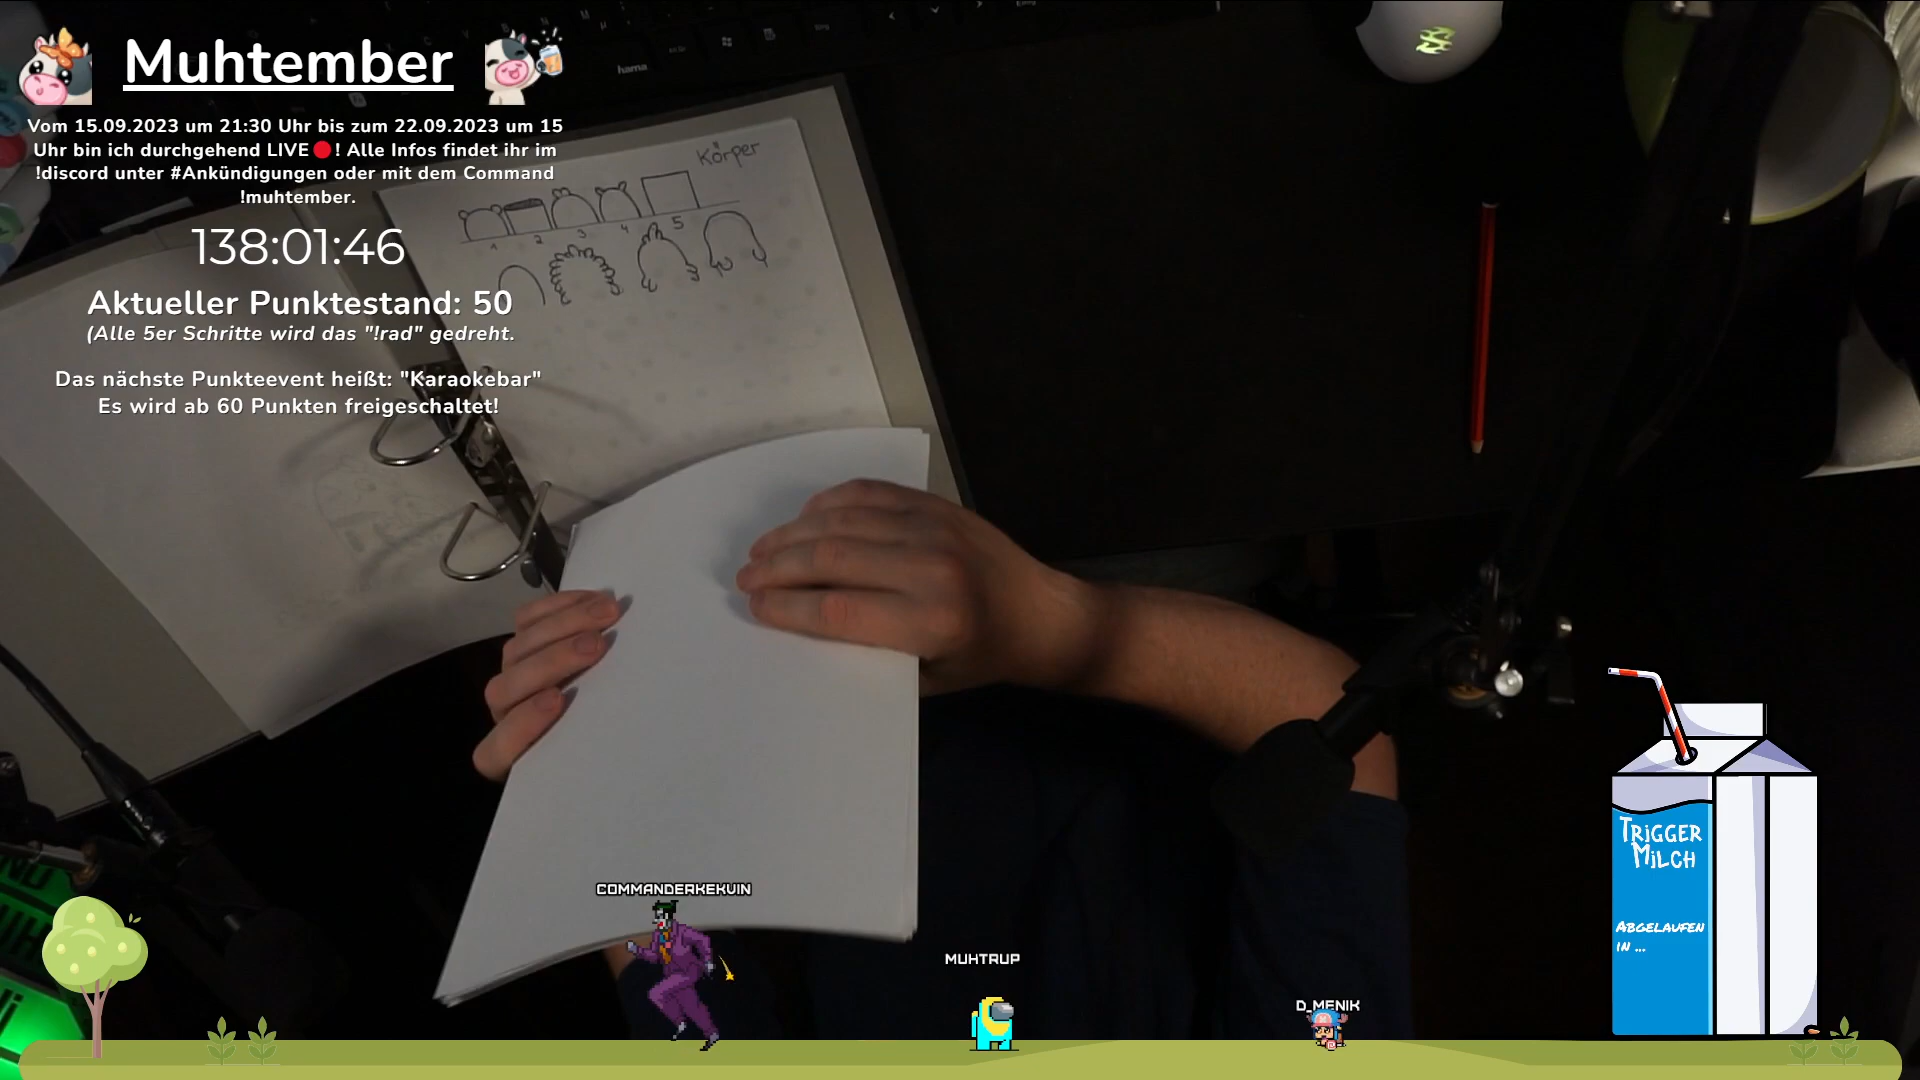 Muhtember
Vom 15.09.2023 um 21:30 Uhr bis zum 22.09.2023 um 15
Uhr bin ich durchgehend LIVE🔴! Alle Infos findet ihr im
!discord unter #Ankündigungen oder mit dem Command
!muhtember.
138:01:46
Aktueller Punktestand: 50
(Alle 5er Schritte wird das "!rad" gedreht.
Das nächste Punkteevent heißt: "Karaokebar"
Es wird ab 60 Punkten freigeschaltet!
hama
Körper
1 2 3 4 5
TRiGGER
MiLCH
ABGELAUFEN
IN ...
COMMANDERKEKUIN
MUHTRUP
D_MENIK